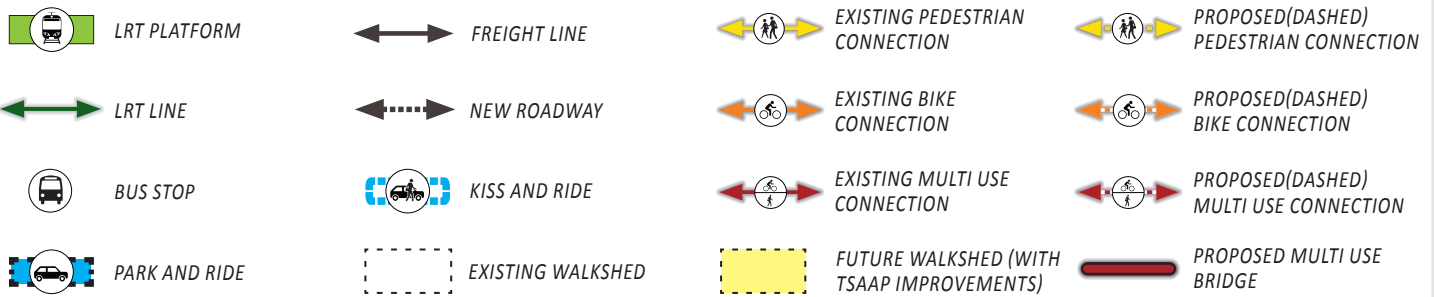 LRT PLATFORM
FREIGHT LINE
EXISTING PEDESTRIAN
CONNECTION
PROPOSED(DASHED)
PEDESTRIAN CONNECTION
LRT LINE
NEW ROADWAY
EXISTING BIKE
CONNECTION
PROPOSED(DASHED)
BIKE CONNECTION
BUS STOP
KISS AND RIDE
EXISTING MULTI USE
CONNECTION
PROPOSED(DASHED)
MULTI USE CONNECTION
PARK AND RIDE
EXISTING WALKSHED
FUTURE WALKSHED (WITH
TSAAP IMPROVEMENTS)
PROPOSED MULTI USE
BRIDGE